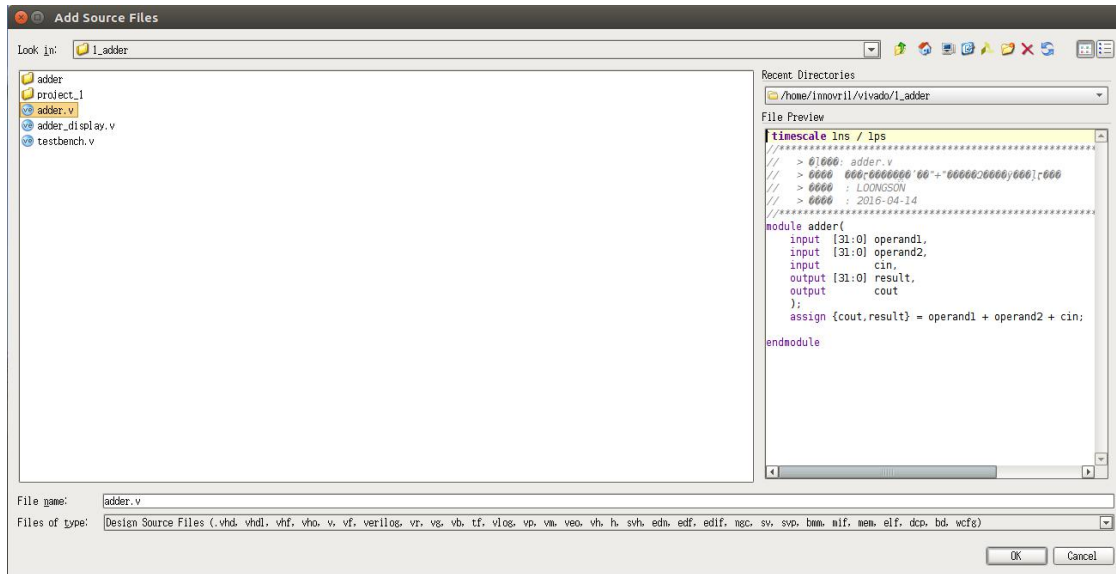 Add Source Files
Look in: 1_adder
adder
project_1
adder.v
adder_display.v
testbench.v
Recent Directories
/home/innovril/vivado/1_adder
File Preview
`timescale 1ns / 1ps
//   > : adder.v
//   > "+"
//   > : LOONGSON
//   > : 2016-04-14
module adder(
input [31:0] operand1,
input [31:0] operand2,
input cin,
output [31:0] result,
output cout
);
assign {cout,result} = operand1 + operand2 + cin;
endmodule
File name: adder.v
Files of type: Design Source Files (.vhd, vhdl, vhf, vho, v, vf, verilog, vr, vg, vb, tf, vlog, vp, vm, veo, vh, h, svh, edn, edf, edif, ngc, sv, svp, bmm, mif, mem, elf, dcp, bd, wcfg)
OK Cancel